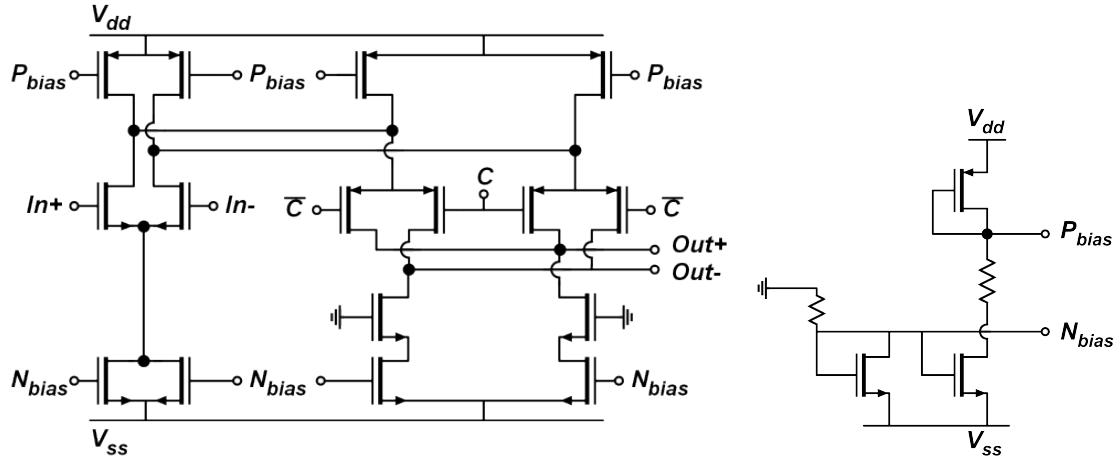 Vdd
Pbias
Pbias
Pbias
In+
In-
C̅
C
C̅
Out+
Out-
Nbias
Nbias
Nbias
Vss
Vdd
Pbias
Nbias
Vss